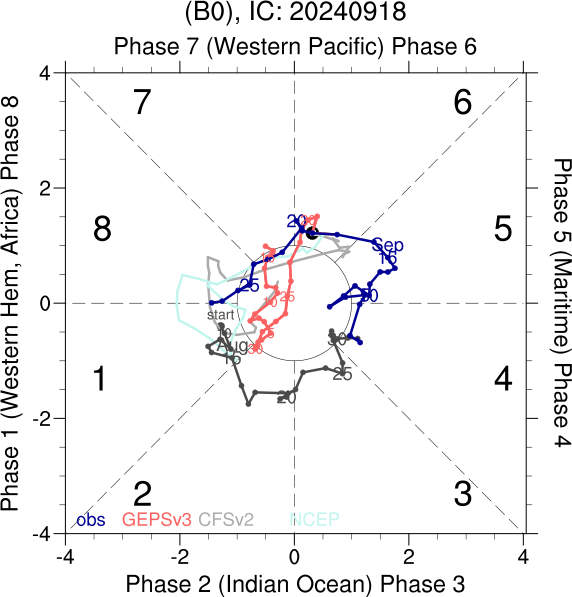 (B0), IC: 20240918
Phase 7 (Western Pacific) Phase 6
Phase 1 (Western Hem, Africa) Phase 8
Phase 5 (Maritime) Phase 4
4
2
0
-2
-4
7
6
8
5
1
4
2
3
20
Sep
15
25
start
Aug
15
25
20
obs GEPSv3 CFSv2 NCEP
-4 -2 0 2 4
Phase 2 (Indian Ocean) Phase 3